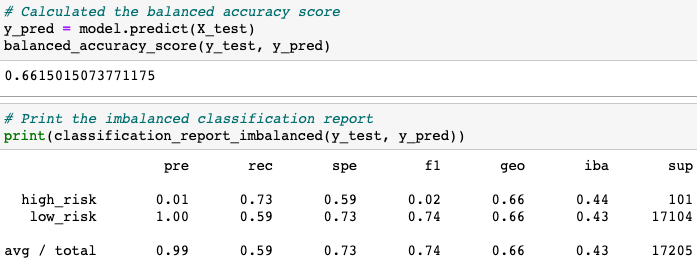 # Calculated the balanced accuracy score
y_pred = model.predict(X_test)
balanced_accuracy_score(y_test, y_pred)
0.6615015073771175
# Print the imbalanced classification report
print(classification_report_imbalanced(y_test, y_pred))
pre rec spe f1 geo iba sup
high_risk 0.01 0.73 0.59 0.02 0.66 0.44 101
low_risk 1.00 0.59 0.73 0.74 0.66 0.43 17104
avg / total 0.99 0.59 0.73 0.74 0.66 0.43 17205